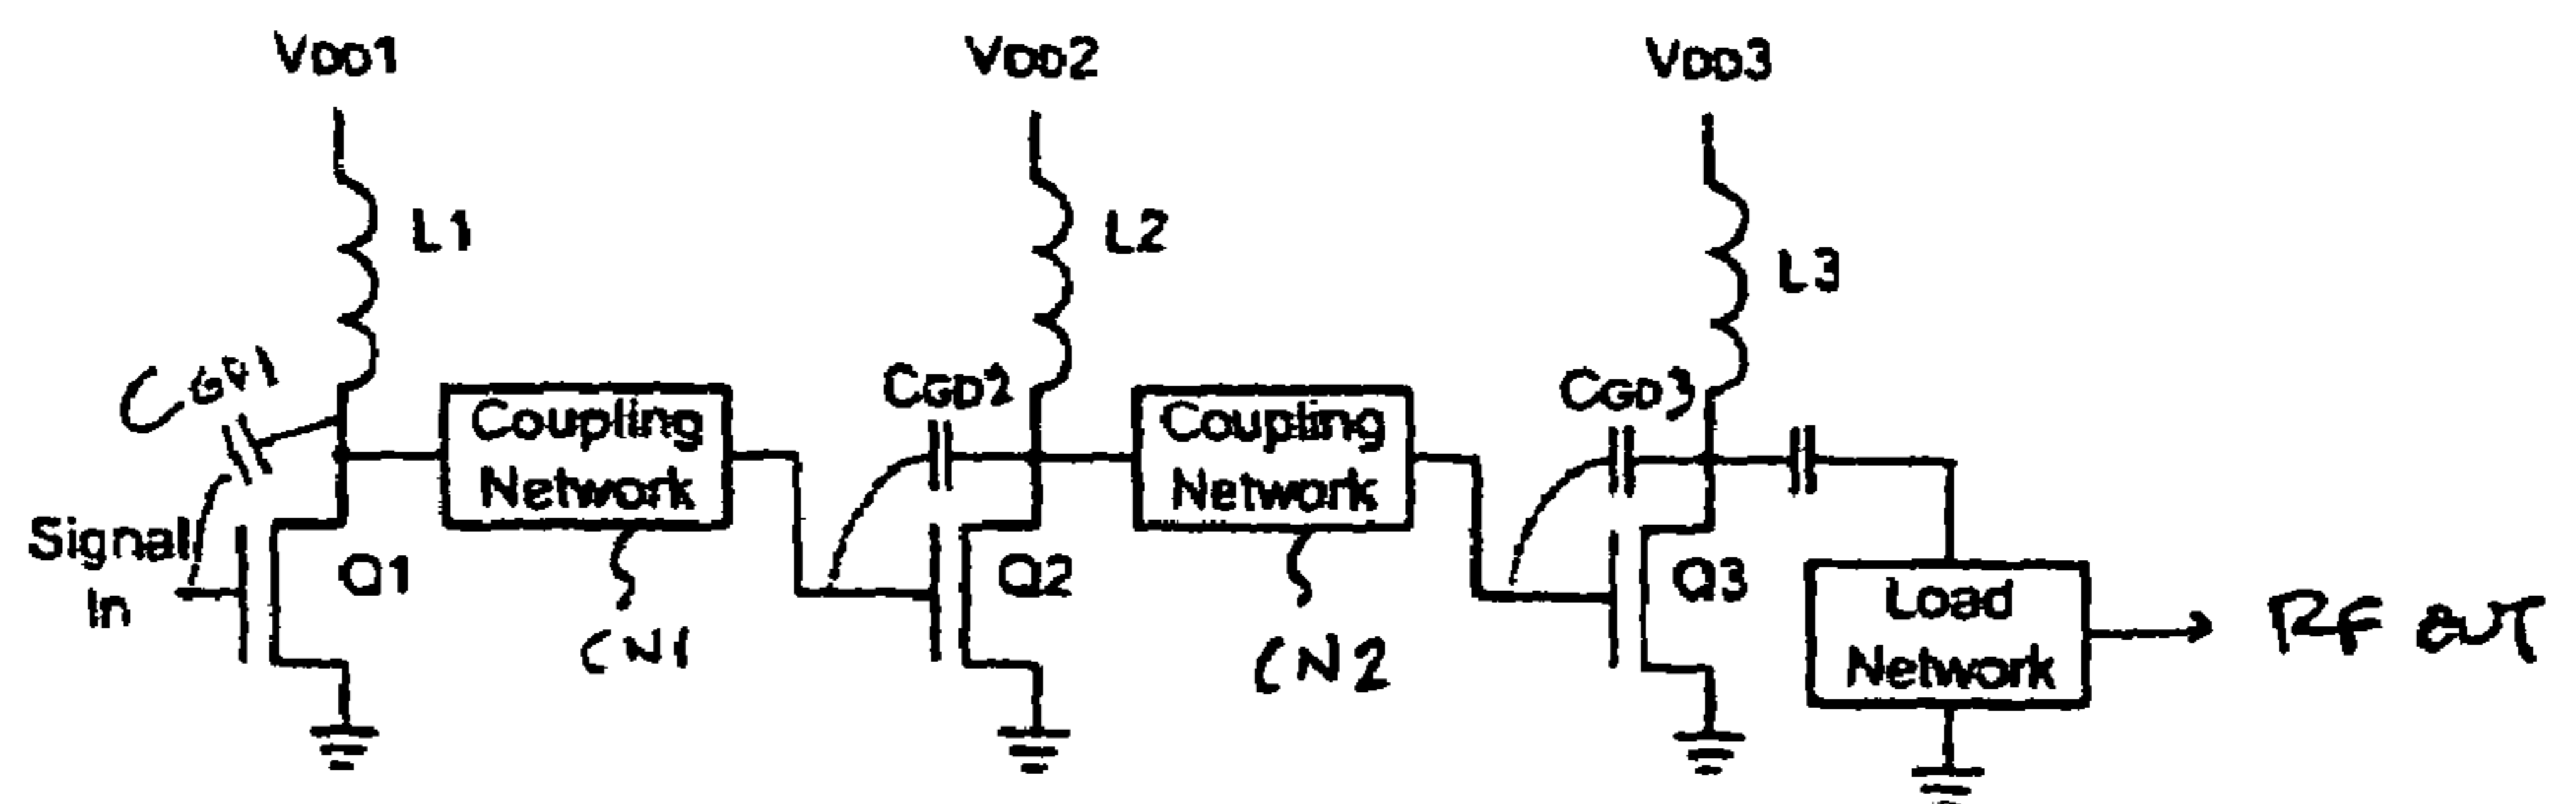 VDD1
VDD2
VDD3
L1
L2
L3
CGD1
CGD2
CGD3
Coupling
Network
Coupling
Network
Signal
In
Q1
Q2
Q3
CN1
CN2
Load
Network
RF OUT